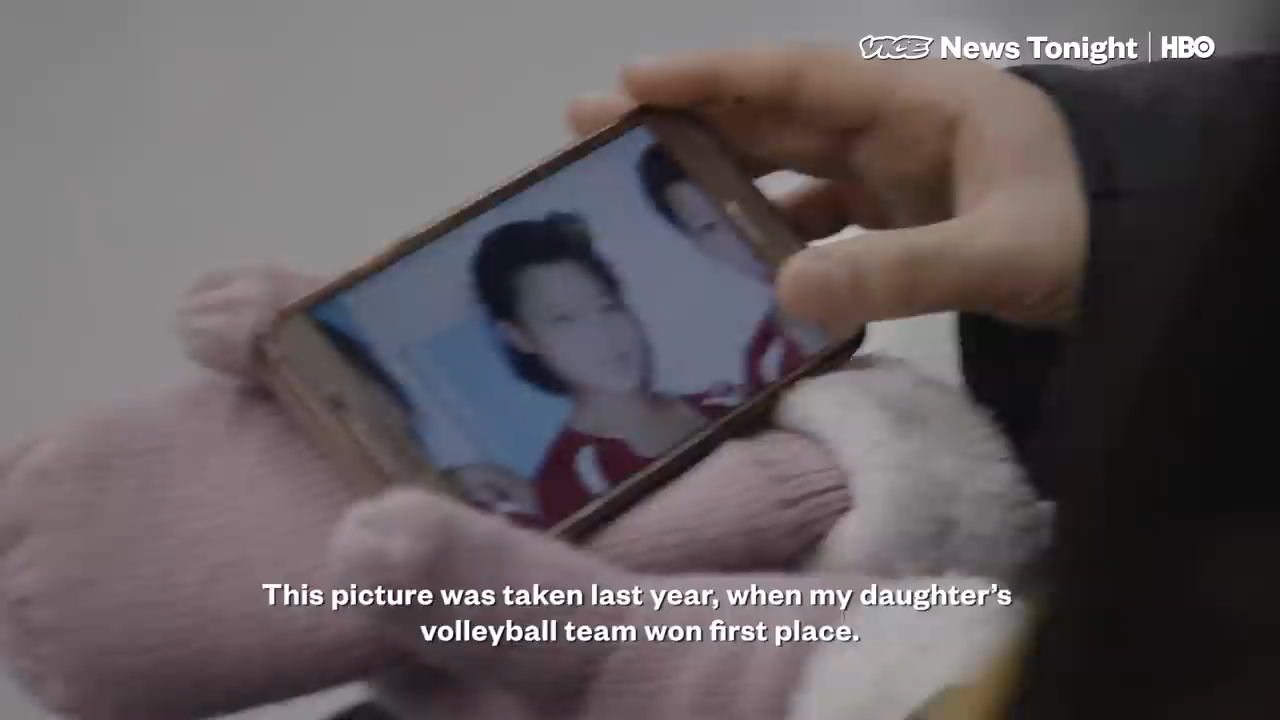 VICE News Tonight | HBO
This picture was taken last year, when my daughter's
volleyball team won first place.